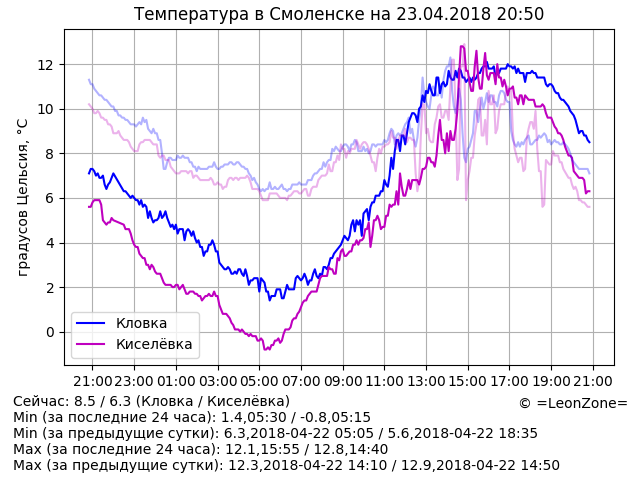 Температура в Смоленске на 23.04.2018 20:50
градусов Цельсия, °C
12
10
8
6
4
2
0
Кловка
Киселёвка
21:00 23:00 01:00 03:00 05:00 07:00 09:00 11:00 13:00 15:00 17:00 19:00 21:00
Сейчас: 8.5 / 6.3 (Кловка / Киселёвка)
© =LeonZone=
Min (за последние 24 часа): 1.4,05:30 / -0.8,05:15
Min (за предыдущие сутки): 6.3,2018-04-22 05:05 / 5.6,2018-04-22 18:35
Max (за последние 24 часа): 12.1,15:55 / 12.8,14:40
Max (за предыдущие сутки): 12.3,2018-04-22 14:10 / 12.9,2018-04-22 14:50